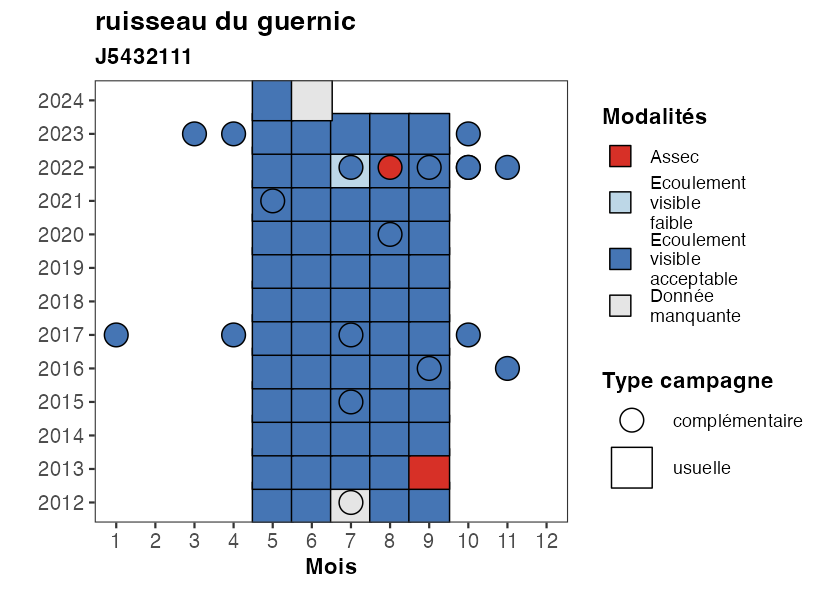 ruisseau du guernic
J5432111
2024
2023
2022
2021
2020
2019
2018
2017
2016
2015
2014
2013
2012
1 2 3 4 5 6 7 8 9 10 11 12
Mois
Modalités
Assec
Ecoulement
visible
faible
Ecoulement
visible
acceptable
Donnée
manquante
Type campagne
complémentaire
usuelle